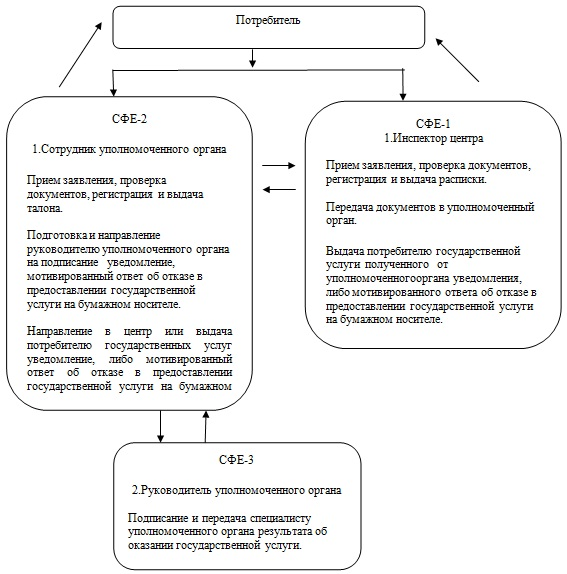 Потребитель
СФЕ-2
1.Сотрудник уполномоченного органа
Прием заявления, проверка
документов, регистрация и выдача
талона.
Подготовка и направление
руководителю уполномоченного органа
на подписание уведомление,
мотивированный ответ об отказе в
предоставлении государственной
услуги на бумажном носителе.
Направление в центр или выдача
потребителю государственных услуг
уведомление, либо мотивированный
ответ об отказе в предоставлении
государственной услуги на бумажном
СФЕ-1
1.Инспектор центра
Прием заявления, проверка документов,
регистрация и выдача расписки.
Передача документов в уполномоченный
орган.
Выдача потребителю государственной
услуги полученного от
уполномоченногооргана уведомления,
либо мотивированного ответа об отказе в
предоставлении государственной услуги
на бумажном носителе.
СФЕ-3
2.Руководитель уполномоченного органа
Подписание и передача специалисту
уполномоченного органа результата об
оказании государственной услуги.